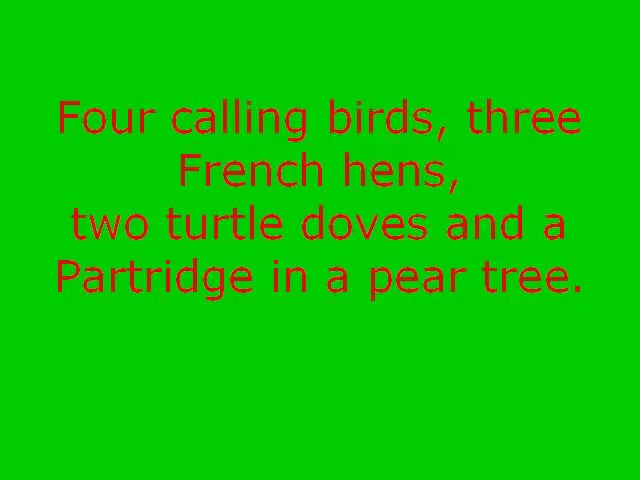 Four calling birds, three
French hens,
two turtle doves and a
Partridge in a pear tree.